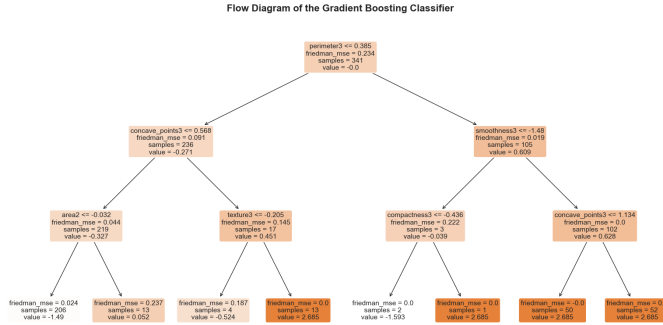 Flow Diagram of the Gradient Boosting Classifier
perimeter3 <= 0.385
friedman_mse = 0.234
samples = 341
value = -0.0
concave_points3 <= 0.568
friedman_mse = 0.091
samples = 236
value = -0.271
smoothness3 <= -1.48
friedman_mse = 0.019
samples = 105
value = 0.609
area2 <= -0.032
friedman_mse = 0.044
samples = 219
value = -0.327
texture3 <= -0.205
friedman_mse = 0.145
samples = 17
value = 0.451
compactness3 <= -0.436
friedman_mse = 0.222
samples = 3
value = -0.039
concave_points3 <= 1.134
friedman_mse = 0.0
samples = 102
value = 0.628
friedman_mse = 0.024
samples = 206
value = -1.49
friedman_mse = 0.237
samples = 13
value = 0.052
friedman_mse = 0.187
samples = 4
value = -0.524
friedman_mse = 0.0
samples = 13
value = 2.685
friedman_mse = 0.0
samples = 2
value = -1.593
friedman_mse = 0.0
samples = 1
value = 2.685
friedman_mse = -0.0
samples = 50
value = 2.685
friedman_mse = 0.0
samples = 52
value = 2.685